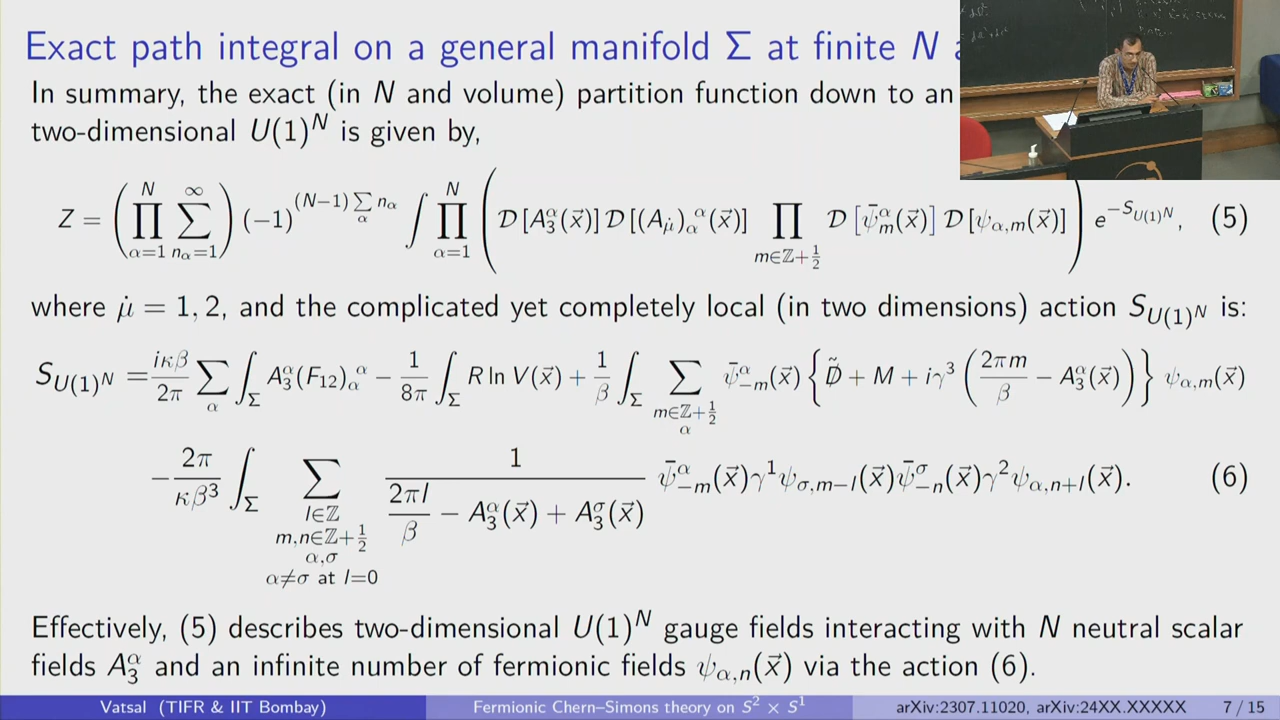 Exact path integral on a general manifold Σ at finite N
In summary, the exact (in N and volume) partition function down to an
two-dimensional U(1)^N is given by,
Z = (∏_{α=1}^{N} ∑_{n_α=1}^{∞}) (−1)^{(N−1) ∑_α n_α} ∫ ∏_{α=1}^{N} ( 𝒟[A_3^α(x⃗)] 𝒟[(A_μ̇)_α^α(x⃗)] ∏_{m∈ℤ+½} 𝒟[ψ̄_m^α(x⃗)] 𝒟[ψ_{α,m}(x⃗)] ) e^{−S_{U(1)^N}}, (5)
where μ̇ = 1, 2, and the complicated yet completely local (in two dimensions) action S_{U(1)^N} is:
S_{U(1)^N} = iκβ/2π ∑_α ∫_Σ A_3^α(F_{12})_α^α − 1/8π ∫_Σ R ln V(x⃗) + 1/β ∫_Σ ∑_{m∈ℤ+½, α} ψ̄_{−m}^α(x⃗) { D̸̃ + M + iγ^3 ( 2πm/β − A_3^α(x⃗) ) } ψ_{α,m}(x⃗)
− 2π/κβ^3 ∫_Σ ∑_{l∈ℤ m,n∈ℤ+½ α,σ α≠σ at l=0} 1/(2πl/β − A_3^α(x⃗) + A_3^σ(x⃗)) ψ̄_{−m}^α(x⃗)γ^1ψ_{σ,m−l}(x⃗)ψ̄_{−n}^σ(x⃗)γ^2ψ_{α,n+l}(x⃗). (6)
Effectively, (5) describes two-dimensional U(1)^N gauge fields interacting with N neutral scalar
fields A_3^α and an infinite number of fermionic fields ψ_{α,n}(x⃗) via the action (6).
Vatsal (TIFR & IIT Bombay) Fermionic Chern–Simons theory on S^2 × S^1 arXiv:2307.11020, arXiv:24XX.XXXXX 7 / 15